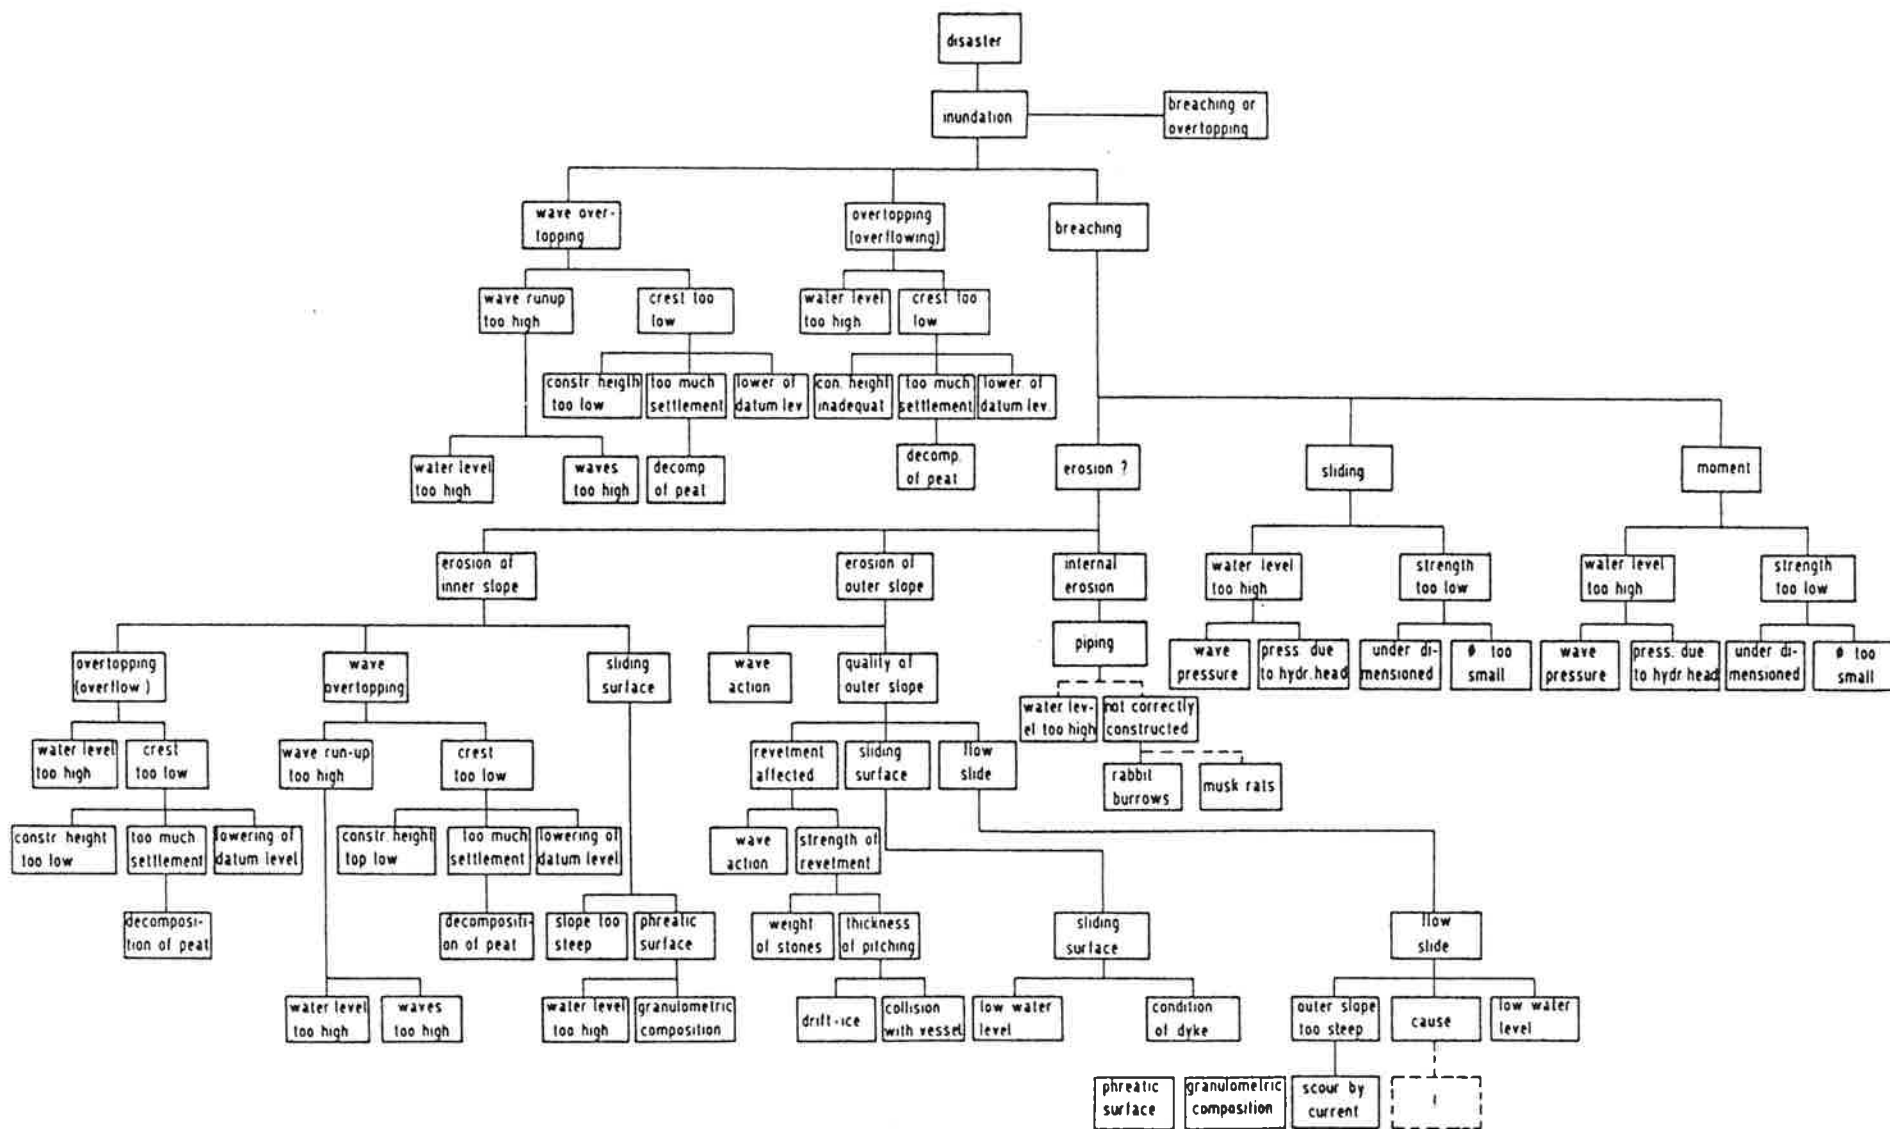 disaster
inundation
breaching or
overtopping
wave over-
topping
overtopping
(overflowing)
breaching
wave runup
too high
crest too
low
water level
too high
crest too
low
constr heigth
too low
too much
settlement
lower of
datum lev
con. height
inadequat
too much
settlement
lower of
datum lev.
water level
too high
waves
too high
decomp
of peat
decomp.
of peat
erosion ?
sliding
moment
erosion of
inner slope
erosion of
outer slope
internal
erosion
water level
too high
strength
too low
water level
too high
strength
too low
overtopping
(overflow)
wave
overtopping
sliding
surface
wave
action
quality of
outer slope
piping
wave
pressure
press due
to hydr. head
under di-
mensioned
ø too
small
wave
pressure
press. due
to hydr head
under di-
mensioned
ø too
small
water level
too high
crest
too low
wave run-up
too high
crest
too low
revetment
affected
sliding
surface
flow
slide
water lev-
el too high
not correctly
constructed
rabbit
burrows
musk rats
constr. height
too low
too much
settlement
lowering of
datum level
constr. height
top low
too much
settlement
lowering of
datum level
wave
action
strength of
revetment
decomposi-
tion of peat
decompositi-
on of peat
slope too
steep
phreatic
surface
weight
of stones
thickness
of pitching
sliding
surface
flow
slide
water level
too high
waves
too high
water level
too high
granulometric
composition
drift-ice
collision
with vessel
low water
level
condition
of dyke
outer slope
too steep
cause
low water
level
phreatic
surface
granulometric
composition
scour by
current